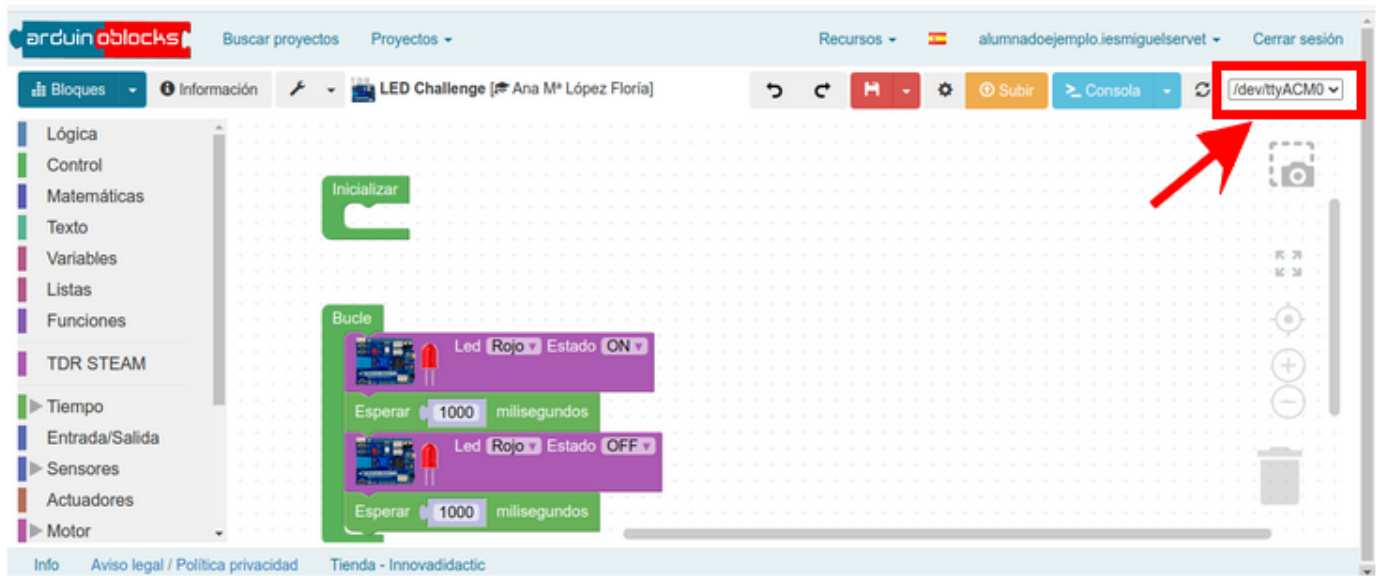 arduinoblocks Buscar proyectos Proyectos Recursos alumnadoejemplo.iesmiguelservet Cerrar sesión
Bloques Información LED Challenge [ Ana Mª López Floría] Subir >_ Consola /dev/ttyACM0
Lógica
Control
Matemáticas
Texto
Variables
Listas
Funciones
TDR STEAM
Tiempo
Entrada/Salida
Sensores
Actuadores
Motor
Inicializar
Bucle
Led Rojo Estado ON
Esperar 1000 milisegundos
Led Rojo Estado OFF
Esperar 1000 milisegundos
Info Aviso legal / Política privacidad Tienda - Innovadidactic